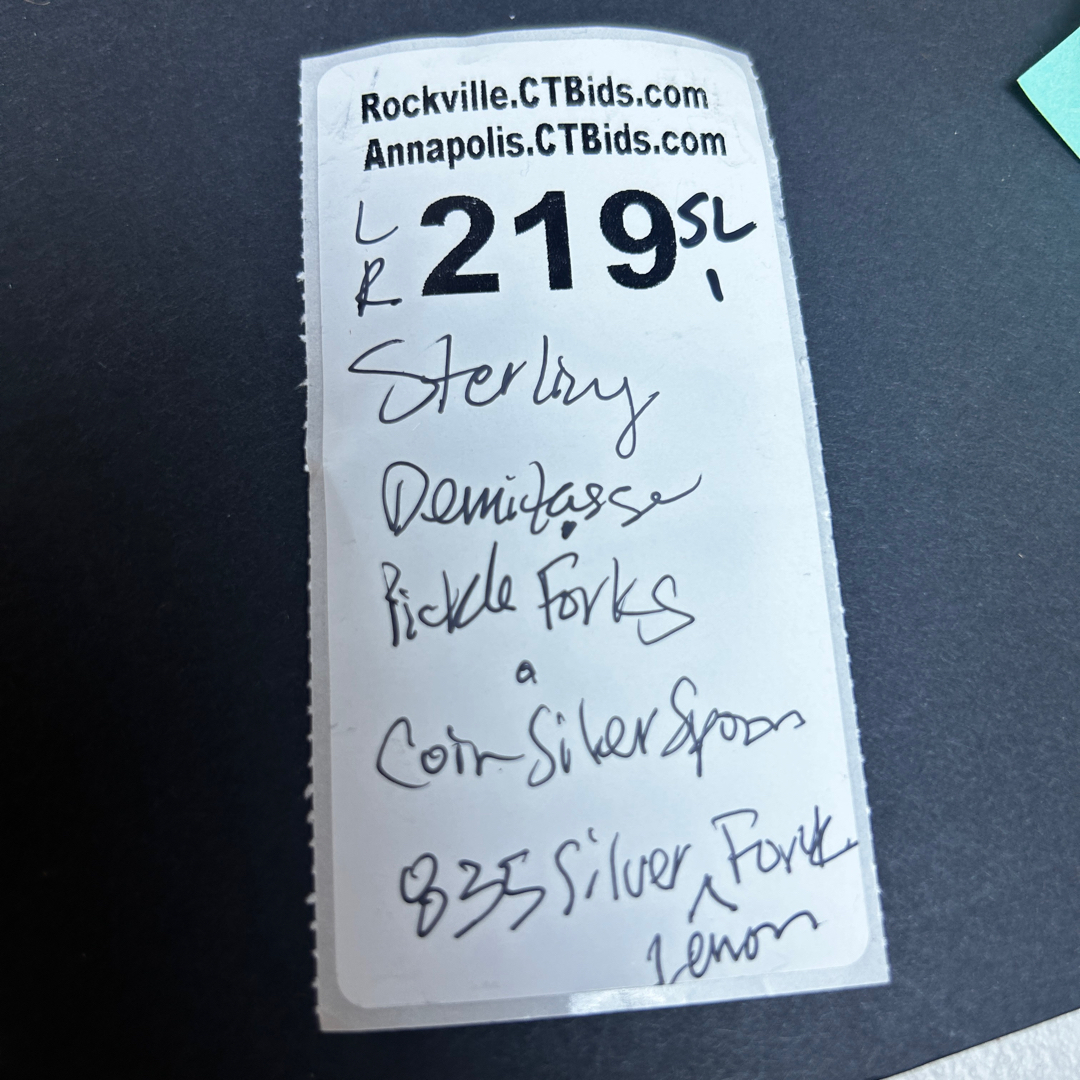 Rockville.CTBids.com
Annapolis.CTBids.com
L R 219 SL 1
Sterling
Demitasse
Pickle Forks
a
Coin Silver Spoon
835 Silver ^ Fork
Lemon